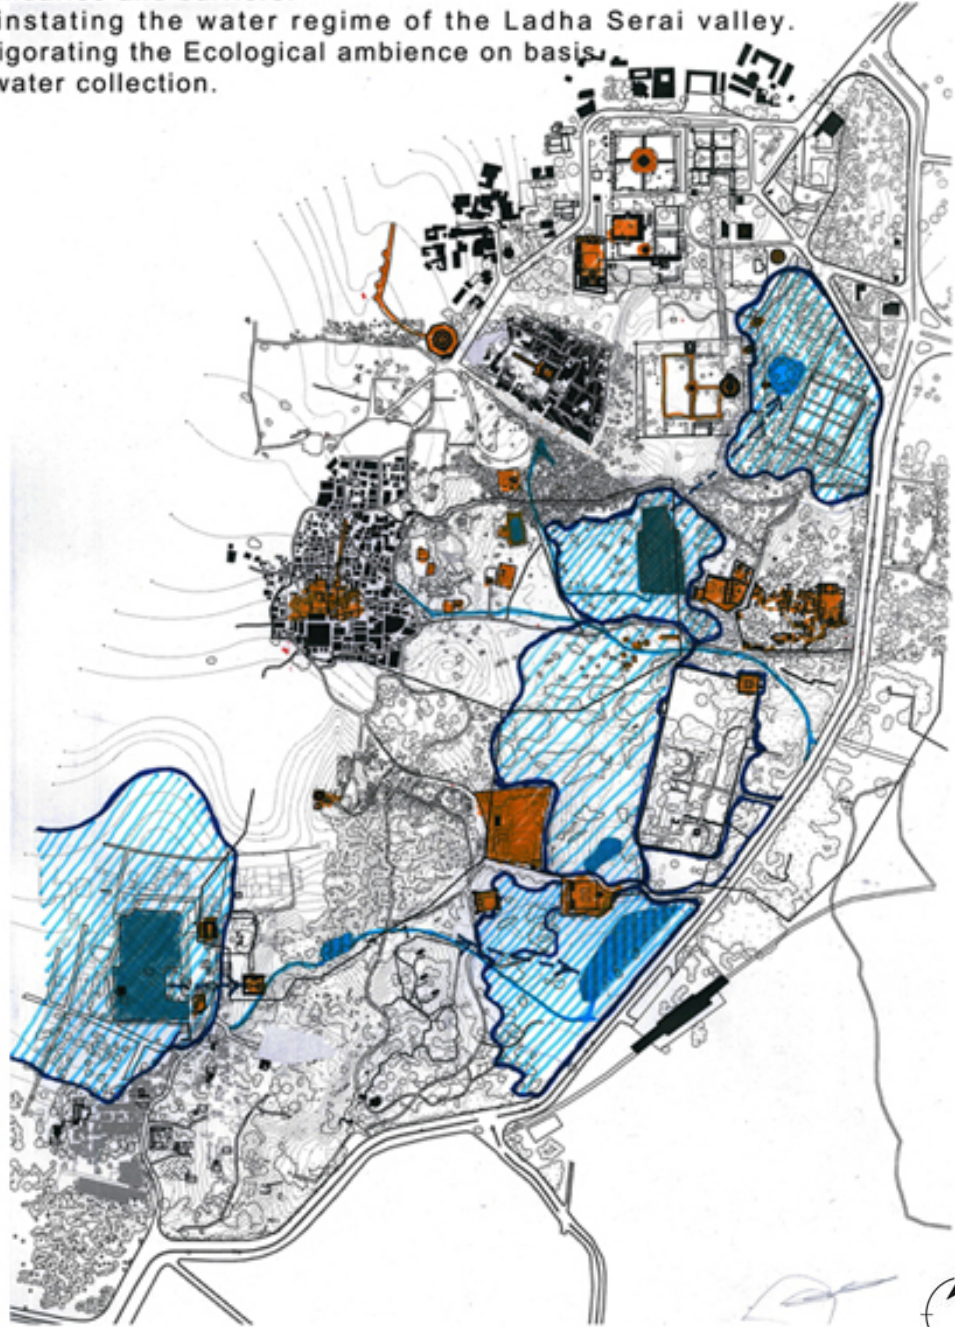 instating the water regime of the Ladha Serai valley.
igorating the Ecological ambience on basis
water collection.